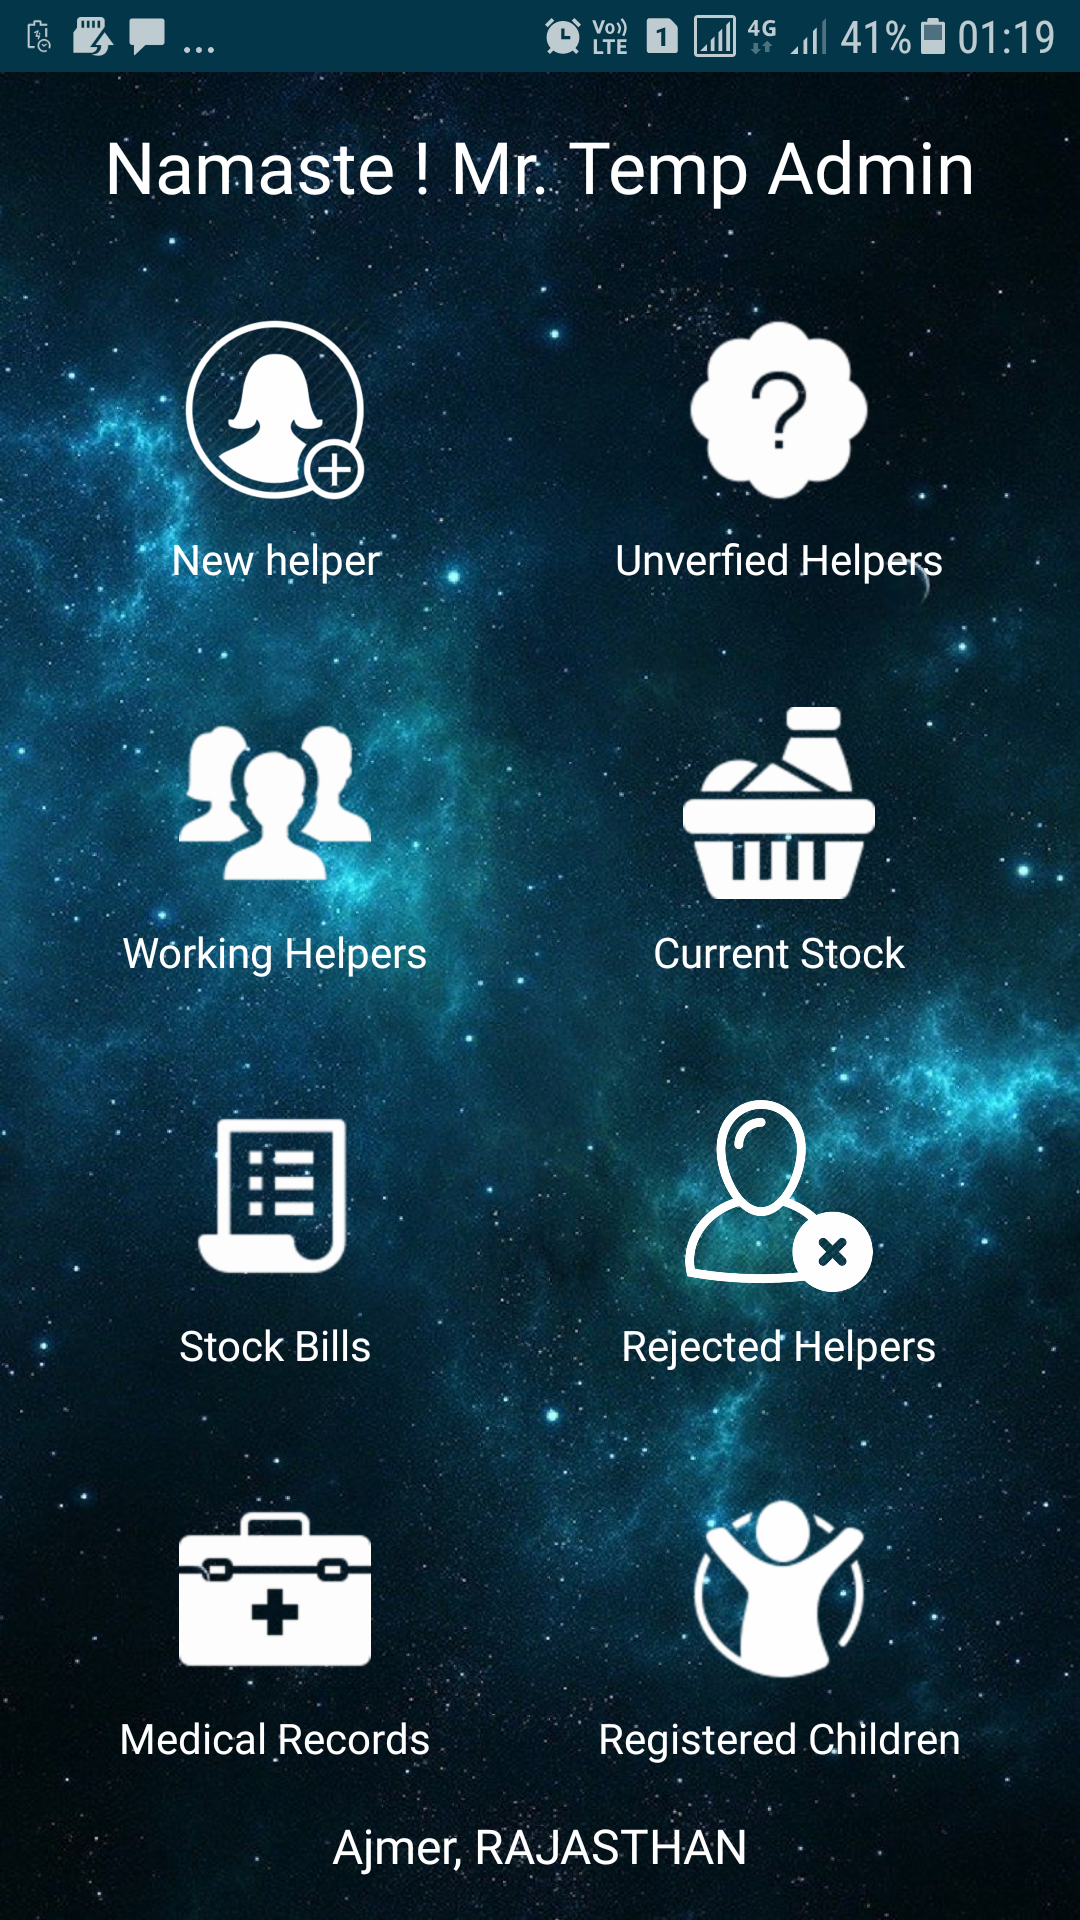 ... Vo)) LTE 1 4G 41% 01:19
Namaste ! Mr. Temp Admin
New helper Unverfied Helpers
Working Helpers Current Stock
Stock Bills Rejected Helpers
Medical Records Registered Children
Ajmer, RAJASTHAN